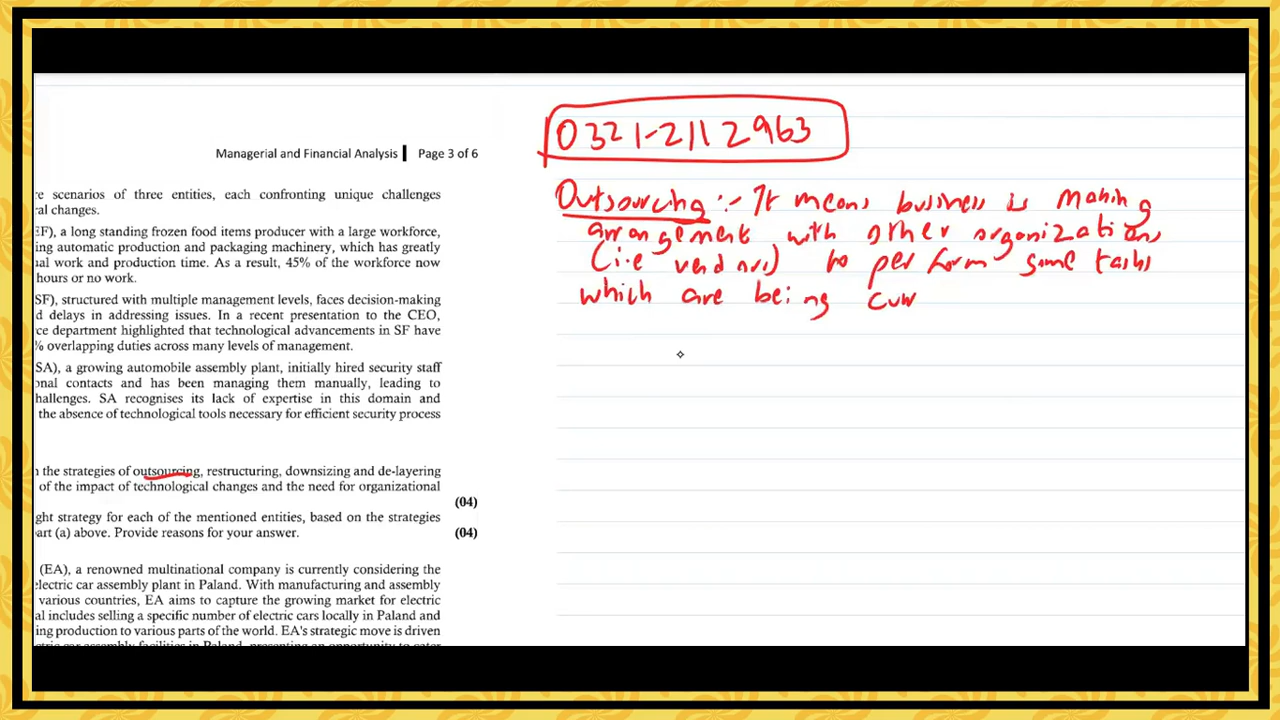 Managerial and Financial Analysis | Page 3 of 6
re scenarios of three entities, each confronting unique challenges
ral changes.
EF), a long standing frozen food items producer with a large workforce,
ing automatic production and packaging machinery, which has greatly
ual work and production time. As a result, 45% of the workforce now
hours or no work.
SF), structured with multiple management levels, faces decision-making
d delays in addressing issues. In a recent presentation to the CEO,
ce department highlighted that technological advancements in SF have
% overlapping duties across many levels of management.
SA), a growing automobile assembly plant, initially hired security staff
onal contacts and has been managing them manually, leading to
hallenges. SA recognises its lack of expertise in this domain and
the absence of technological tools necessary for efficient security process
n the strategies of outsourcing, restructuring, downsizing and de-layering
of the impact of technological changes and the need for organizational
(04)
ght strategy for each of the mentioned entities, based on the strategies
art (a) above. Provide reasons for your answer. (04)
(EA), a renowned multinational company is currently considering the
electric car assembly plant in Paland. With manufacturing and assembly
various countries, EA aims to capture the growing market for electric
al includes selling a specific number of electric cars locally in Paland and
ing production to various parts of the world. EA's strategic move is driven
0321-2112963
Outsourcing :- It means business is making
arrangement with other organizations
(i.e vendors) to perform some tasks
which are being curr